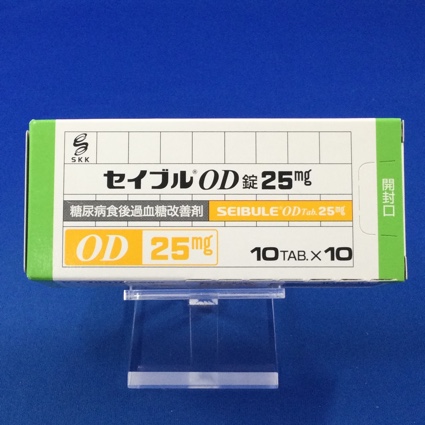 SKK
セイブル®OD錠25mg
糖尿病食後過血糖改善剤 SEIBULE®OD Tab.25mg
OD 25mg
10TAB.×10
開封口